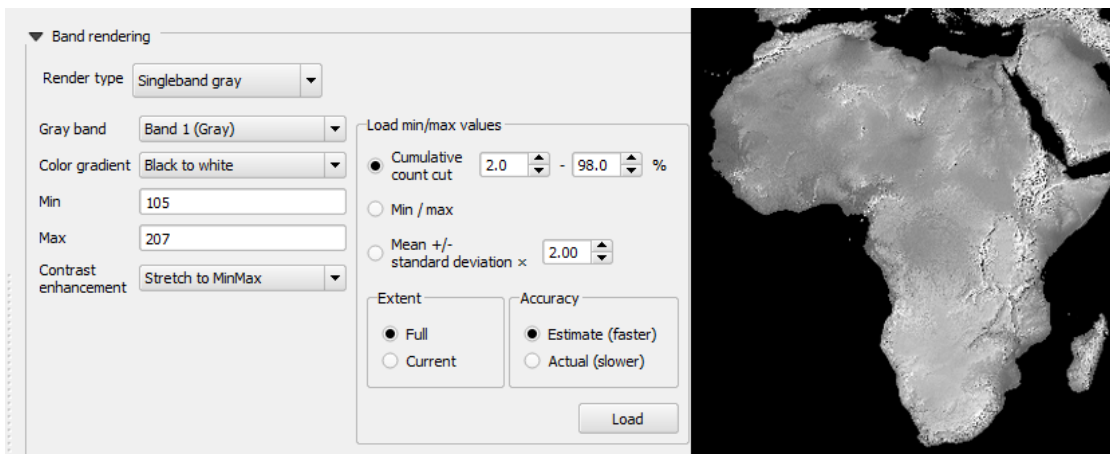 Band rendering
Render type Singleband gray
Gray band Band 1 (Gray)
Color gradient Black to white
Min 105
Max 207
Contrast
enhancement Stretch to MinMax
Load min/max values
Cumulative
count cut 2.0 - 98.0 %
Min / max
Mean +/-
standard deviation × 2.00
Extent
Full
Current
Accuracy
Estimate (faster)
Actual (slower)
Load